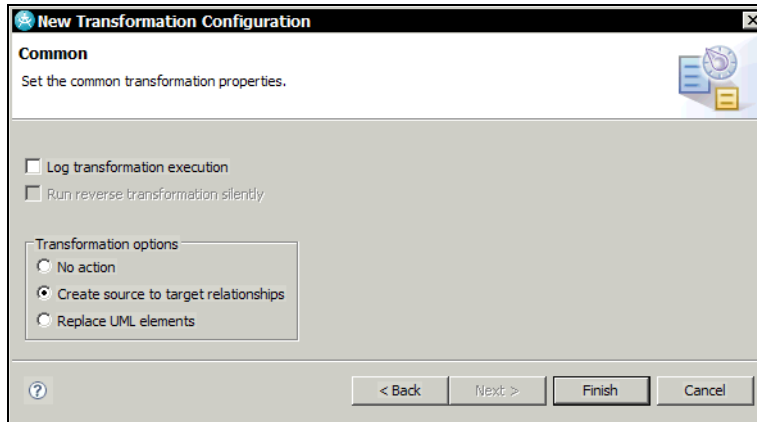 New Transformation Configuration
Common
Set the common transformation properties.
Log transformation execution
Run reverse transformation silently
Transformation options
No action
Create source to target relationships
Replace UML elements
? < Back Next > Finish Cancel